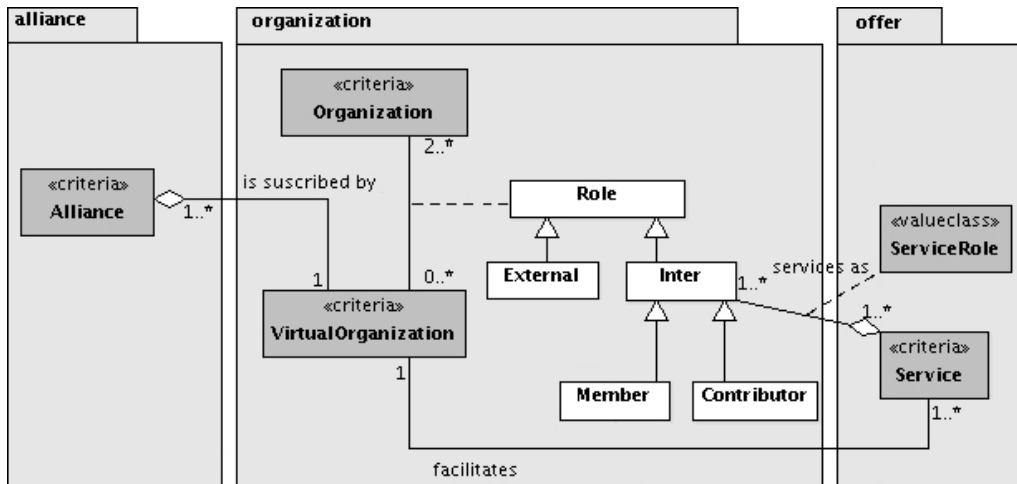 alliance
organization
offer
«criteria»
Organization
2..*
«criteria»
Alliance
1..*
is suscribed by
Role
«valueclass»
ServiceRole
External
Inter
1..*
services as
1
0..*
«criteria»
VirtualOrganization
1..*
«criteria»
Service
1
Member
Contributor
1..*
facilitates